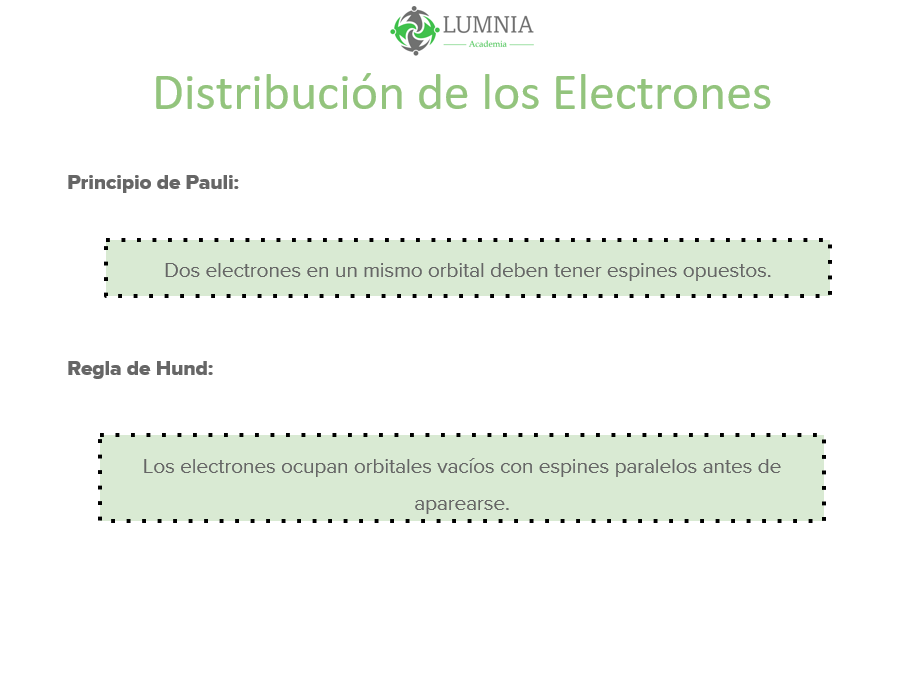 LUMNIA
Academia
Distribución de los Electrones
Principio de Pauli:
Dos electrones en un mismo orbital deben tener espines opuestos.
Regla de Hund:
Los electrones ocupan orbitales vacíos con espines paralelos antes de
aparearse.